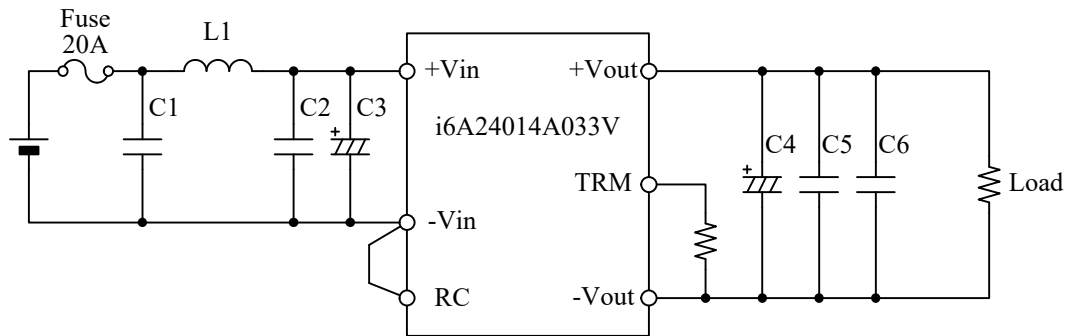 Fuse
20A
L1
C1
C2
C3
+
+Vin
+Vout
i6A24014A033V
TRM
-Vin
RC
-Vout
+
C4
C5
C6
Load